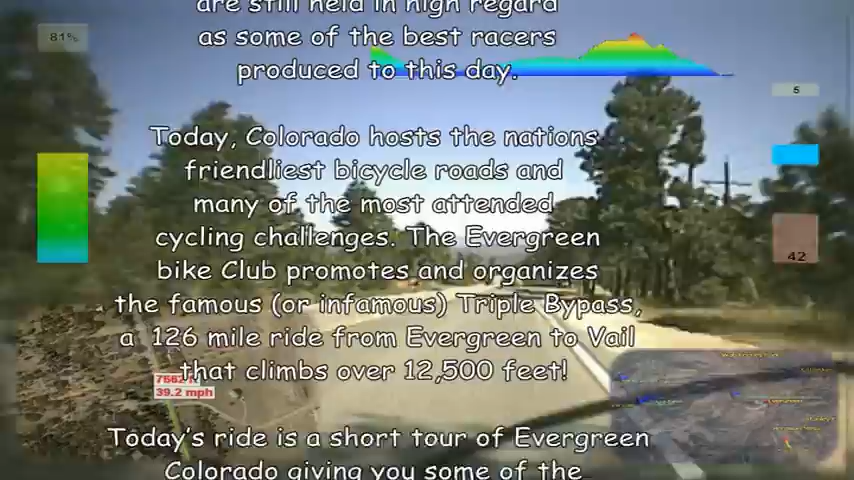 are still held in high regard
as some of the best racers
produced to this day.
81%
5
Today, Colorado hosts the nations
friendliest bicycle roads and
many of the most attended
cycling challenges. The Evergreen
bike Club promotes and organizes
the famous (or infamous) Triple Bypass,
a 126 mile ride from Evergreen to Vail
that climbs over 12,500 feet!
42
39.2 mph
Today's ride is a short tour of Evergreen
Colorado giving you some of the